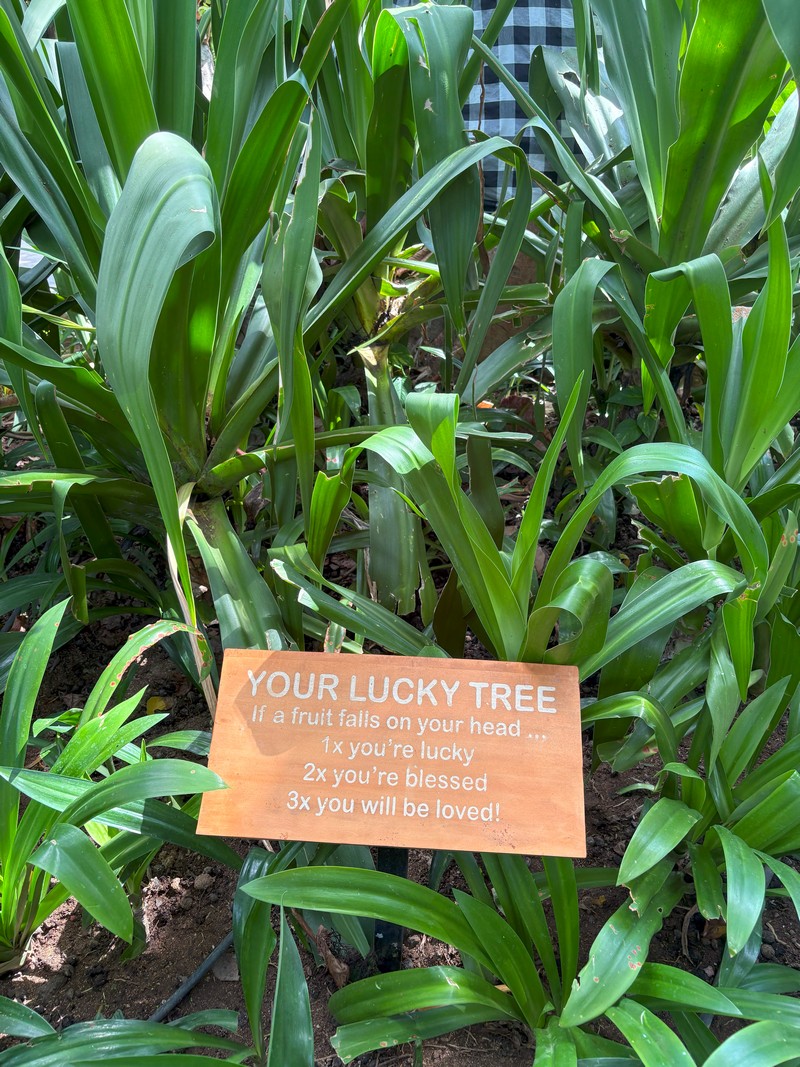 YOUR LUCKY TREE
If a fruit falls on your head ...
1x you're lucky
2x you're blessed
3x you will be loved!